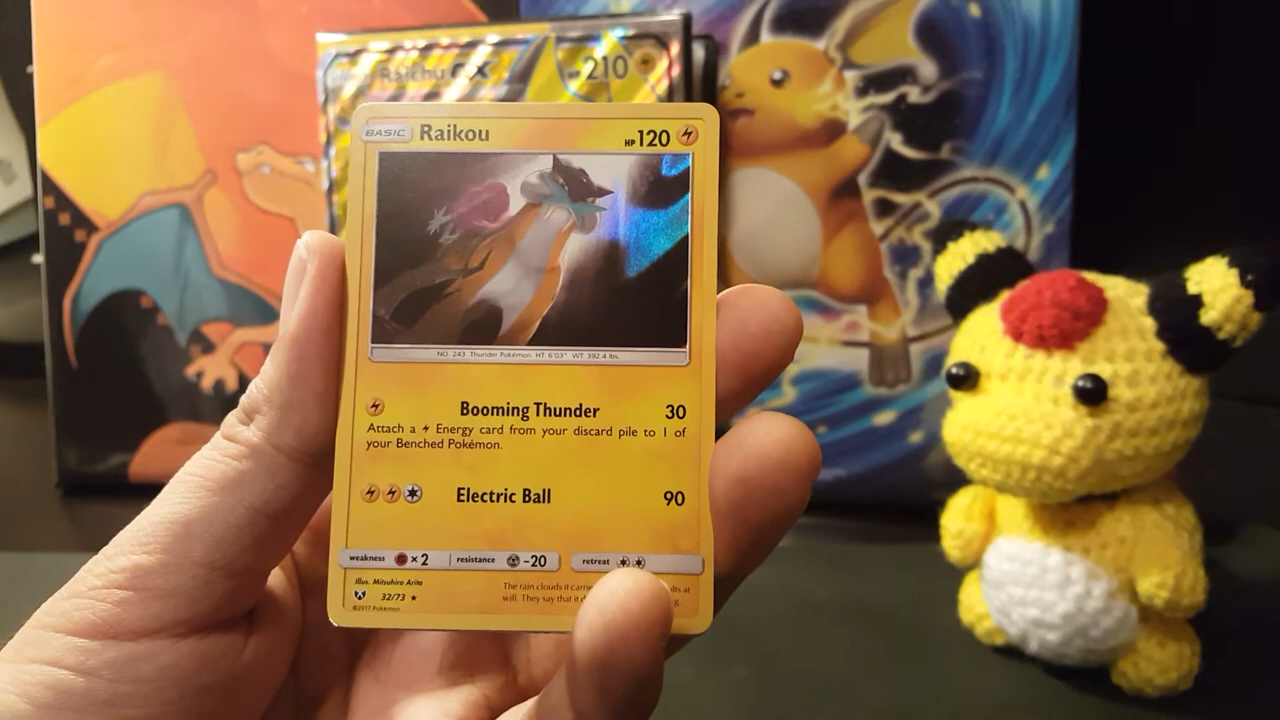 Raichu GX HP 210
BASIC Raikou HP 120
NO. 243 Thunder Pokémon HT: 6'03" WT: 392.4 lbs.
Booming Thunder 30
Attach a Energy card from your discard pile to 1 of
your Benched Pokémon.
Electric Ball 90
weakness ×2 resistance -20 retreat
Illus. Mitsuhiro Arita
32/73 ★
©2017 Pokémon
The rain clouds it carries
will. They say that it
at
g.